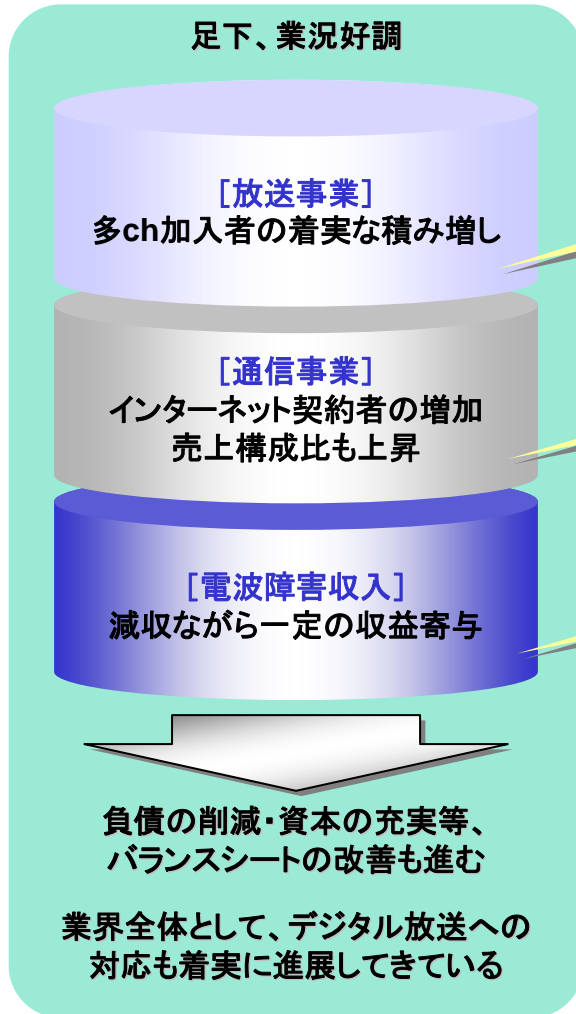 足下、業況好調
[放送事業]
多ch加入者の着実な積み増し
[通信事業]
インターネット契約者の増加
売上構成比も上昇
[電波障害収入]
減収ながら一定の収益寄与
負債の削減・資本の充実等、
バランスシートの改善も進む
業界全体として、デジタル放送への
対応も着実に進展してきている